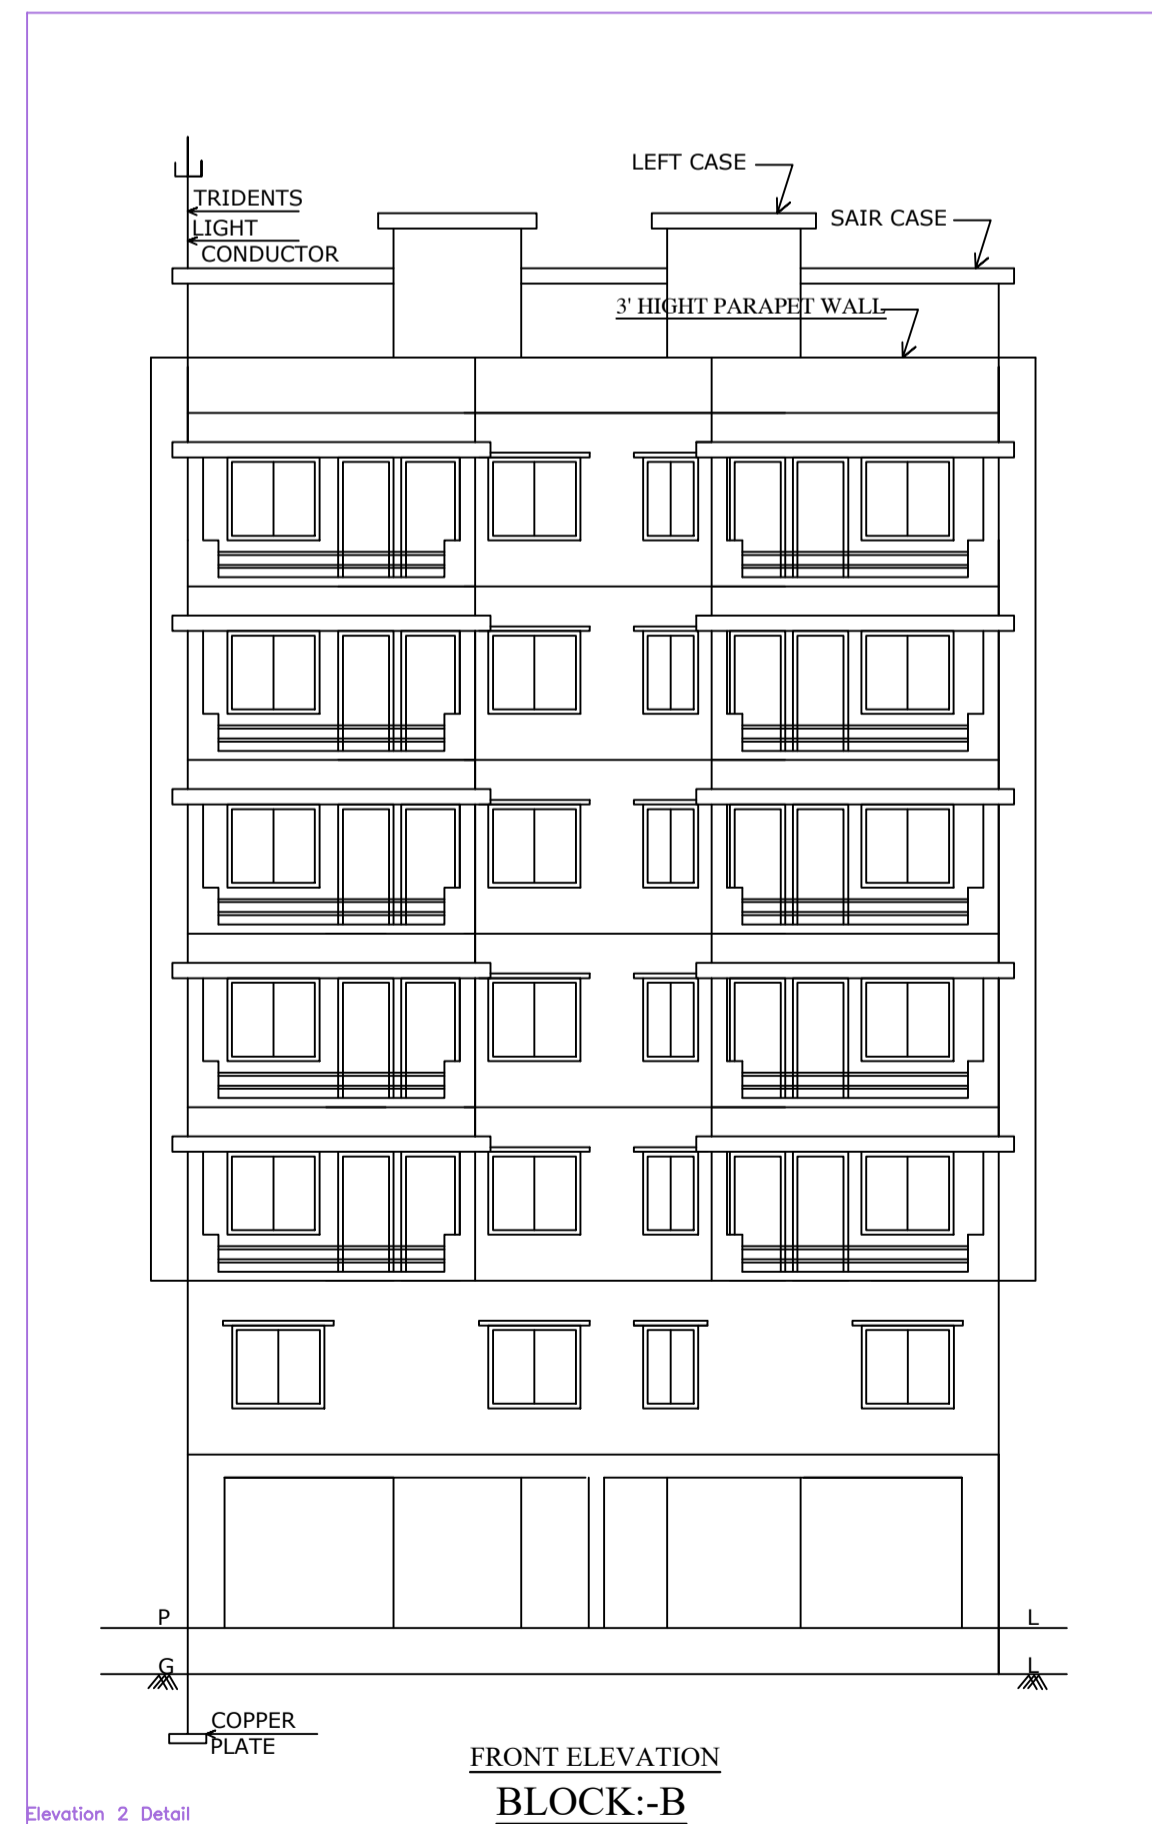 LEFT CASE
TRIDENTS
SAIR CASE
LIGHT
CONDUCTOR
3' HIGHT PARAPET WALL
P
L
G
L
COPPER
PLATE
FRONT ELEVATION
BLOCK:-B
Elevation 2 Detail